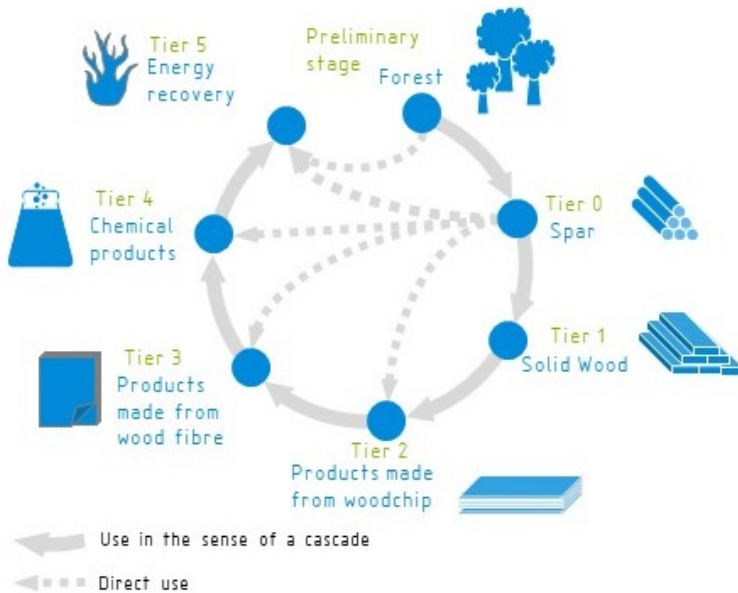 Preliminary
stage
Forest
Tier 0
Spar
Tier 1
Solid Wood
Tier 2
Products made
from woodchip
Tier 3
Products
made from
wood fibre
Tier 4
Chemical
products
Tier 5
Energy
recovery
Use in the sense of a cascade
Direct use